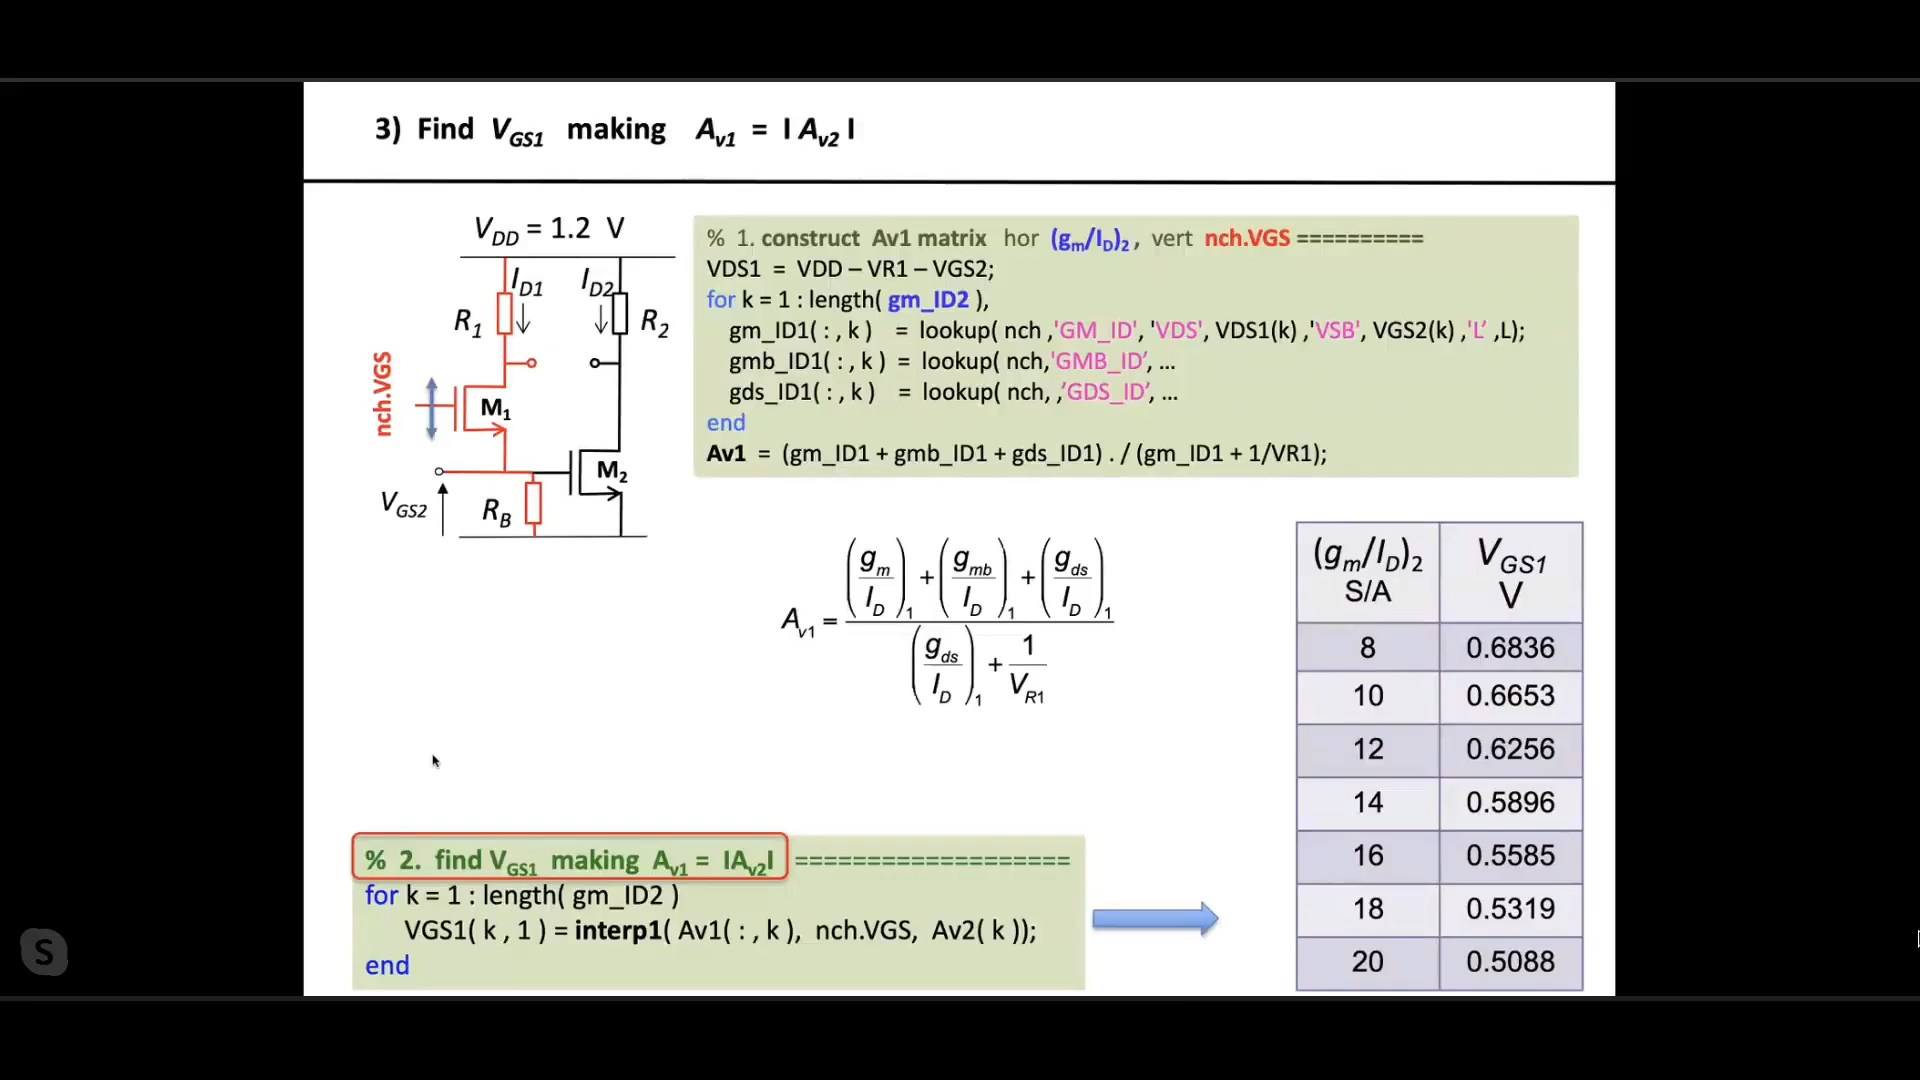 3) Find V_GS1 making A_v1 = I A_v2 I
V_DD = 1.2 V
I_D1 I_D2
R_1 R_2
nch.VGS
M_1
M_2
V_GS2 R_B
% 1. construct Av1 matrix hor (g_m/I_D)_2 , vert nch.VGS ==========
VDS1 = VDD – VR1 – VGS2;
for k = 1 : length( gm_ID2 ),
gm_ID1( : , k ) = lookup( nch ,'GM_ID', 'VDS', VDS1(k) ,'VSB', VGS2(k) ,'L’ ,L);
gmb_ID1( : , k ) = lookup( nch,'GMB_ID’, ...
gds_ID1( : , k ) = lookup( nch, ,’GDS_ID’, ...
end
Av1 = (gm_ID1 + gmb_ID1 + gds_ID1) . / (gm_ID1 + 1/VR1);
A_v1 = ((g_m/I_D)_1 + (g_mb/I_D)_1 + (g_ds/I_D)_1) / ((g_ds/I_D)_1 + 1/V_R1)
(g_m/I_D)_2 V_GS1
S/A V
8 0.6836
10 0.6653
12 0.6256
14 0.5896
16 0.5585
18 0.5319
20 0.5088
% 2. find V_GS1 making A_v1 = IA_v2I ===================
for k = 1 : length( gm_ID2 )
VGS1( k , 1 ) = interp1( Av1( : , k ), nch.VGS, Av2( k ));
end
S